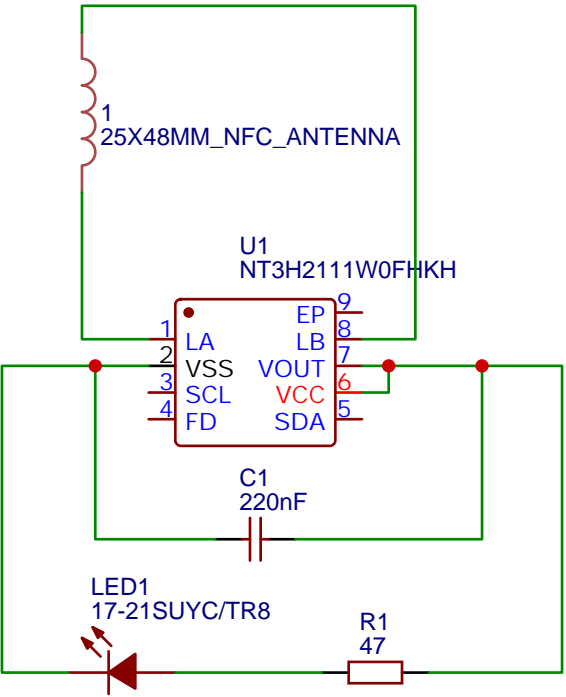 1
25X48MM_NFC_ANTENNA
U1
NT3H2111W0FHKH
EP 9
1 LA LB 8
2 VSS VOUT 7
3 SCL VCC 6
4 FD SDA 5
C1
220nF
LED1
17-21SUYC/TR8
R1
47